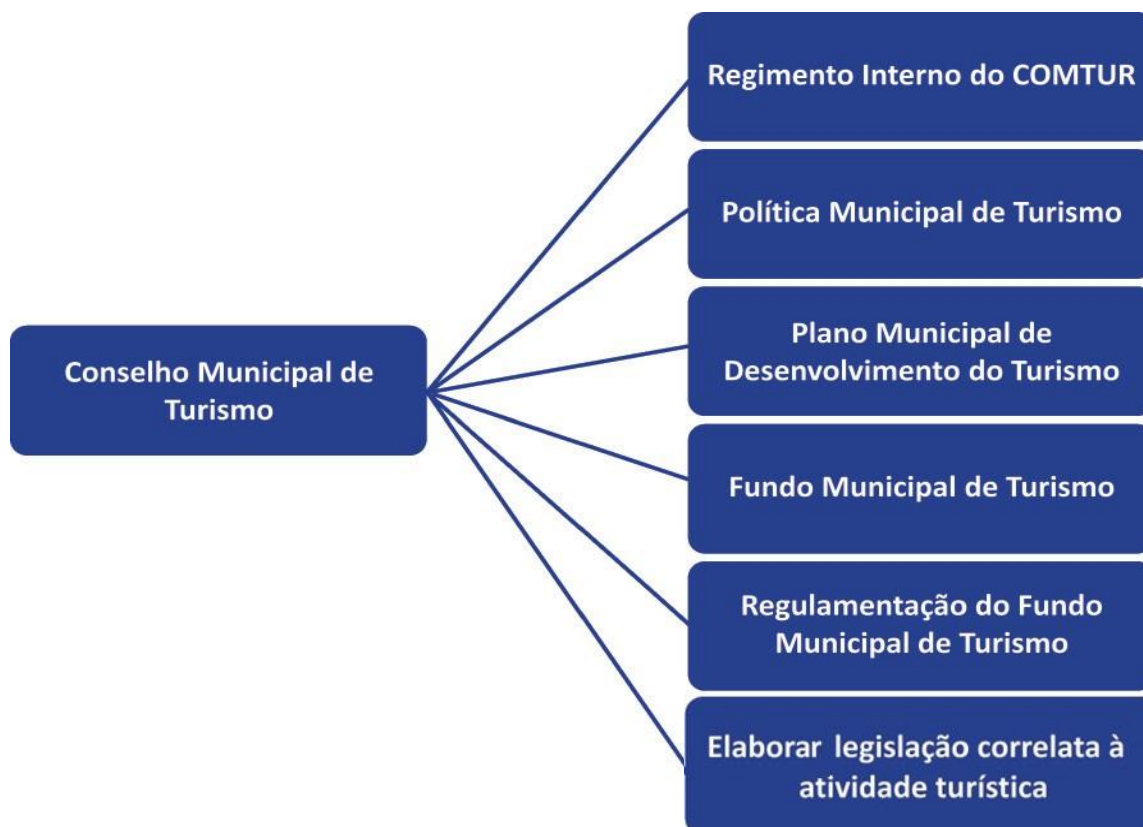 Regimento Interno do COMTUR
Política Municipal de Turismo
Plano Municipal de
Desenvolvimento do Turismo
Conselho Municipal de
Turismo
Fundo Municipal de Turismo
Regulamentação do Fundo
Municipal de Turismo
Elaborar legislação correlata à
atividade turística